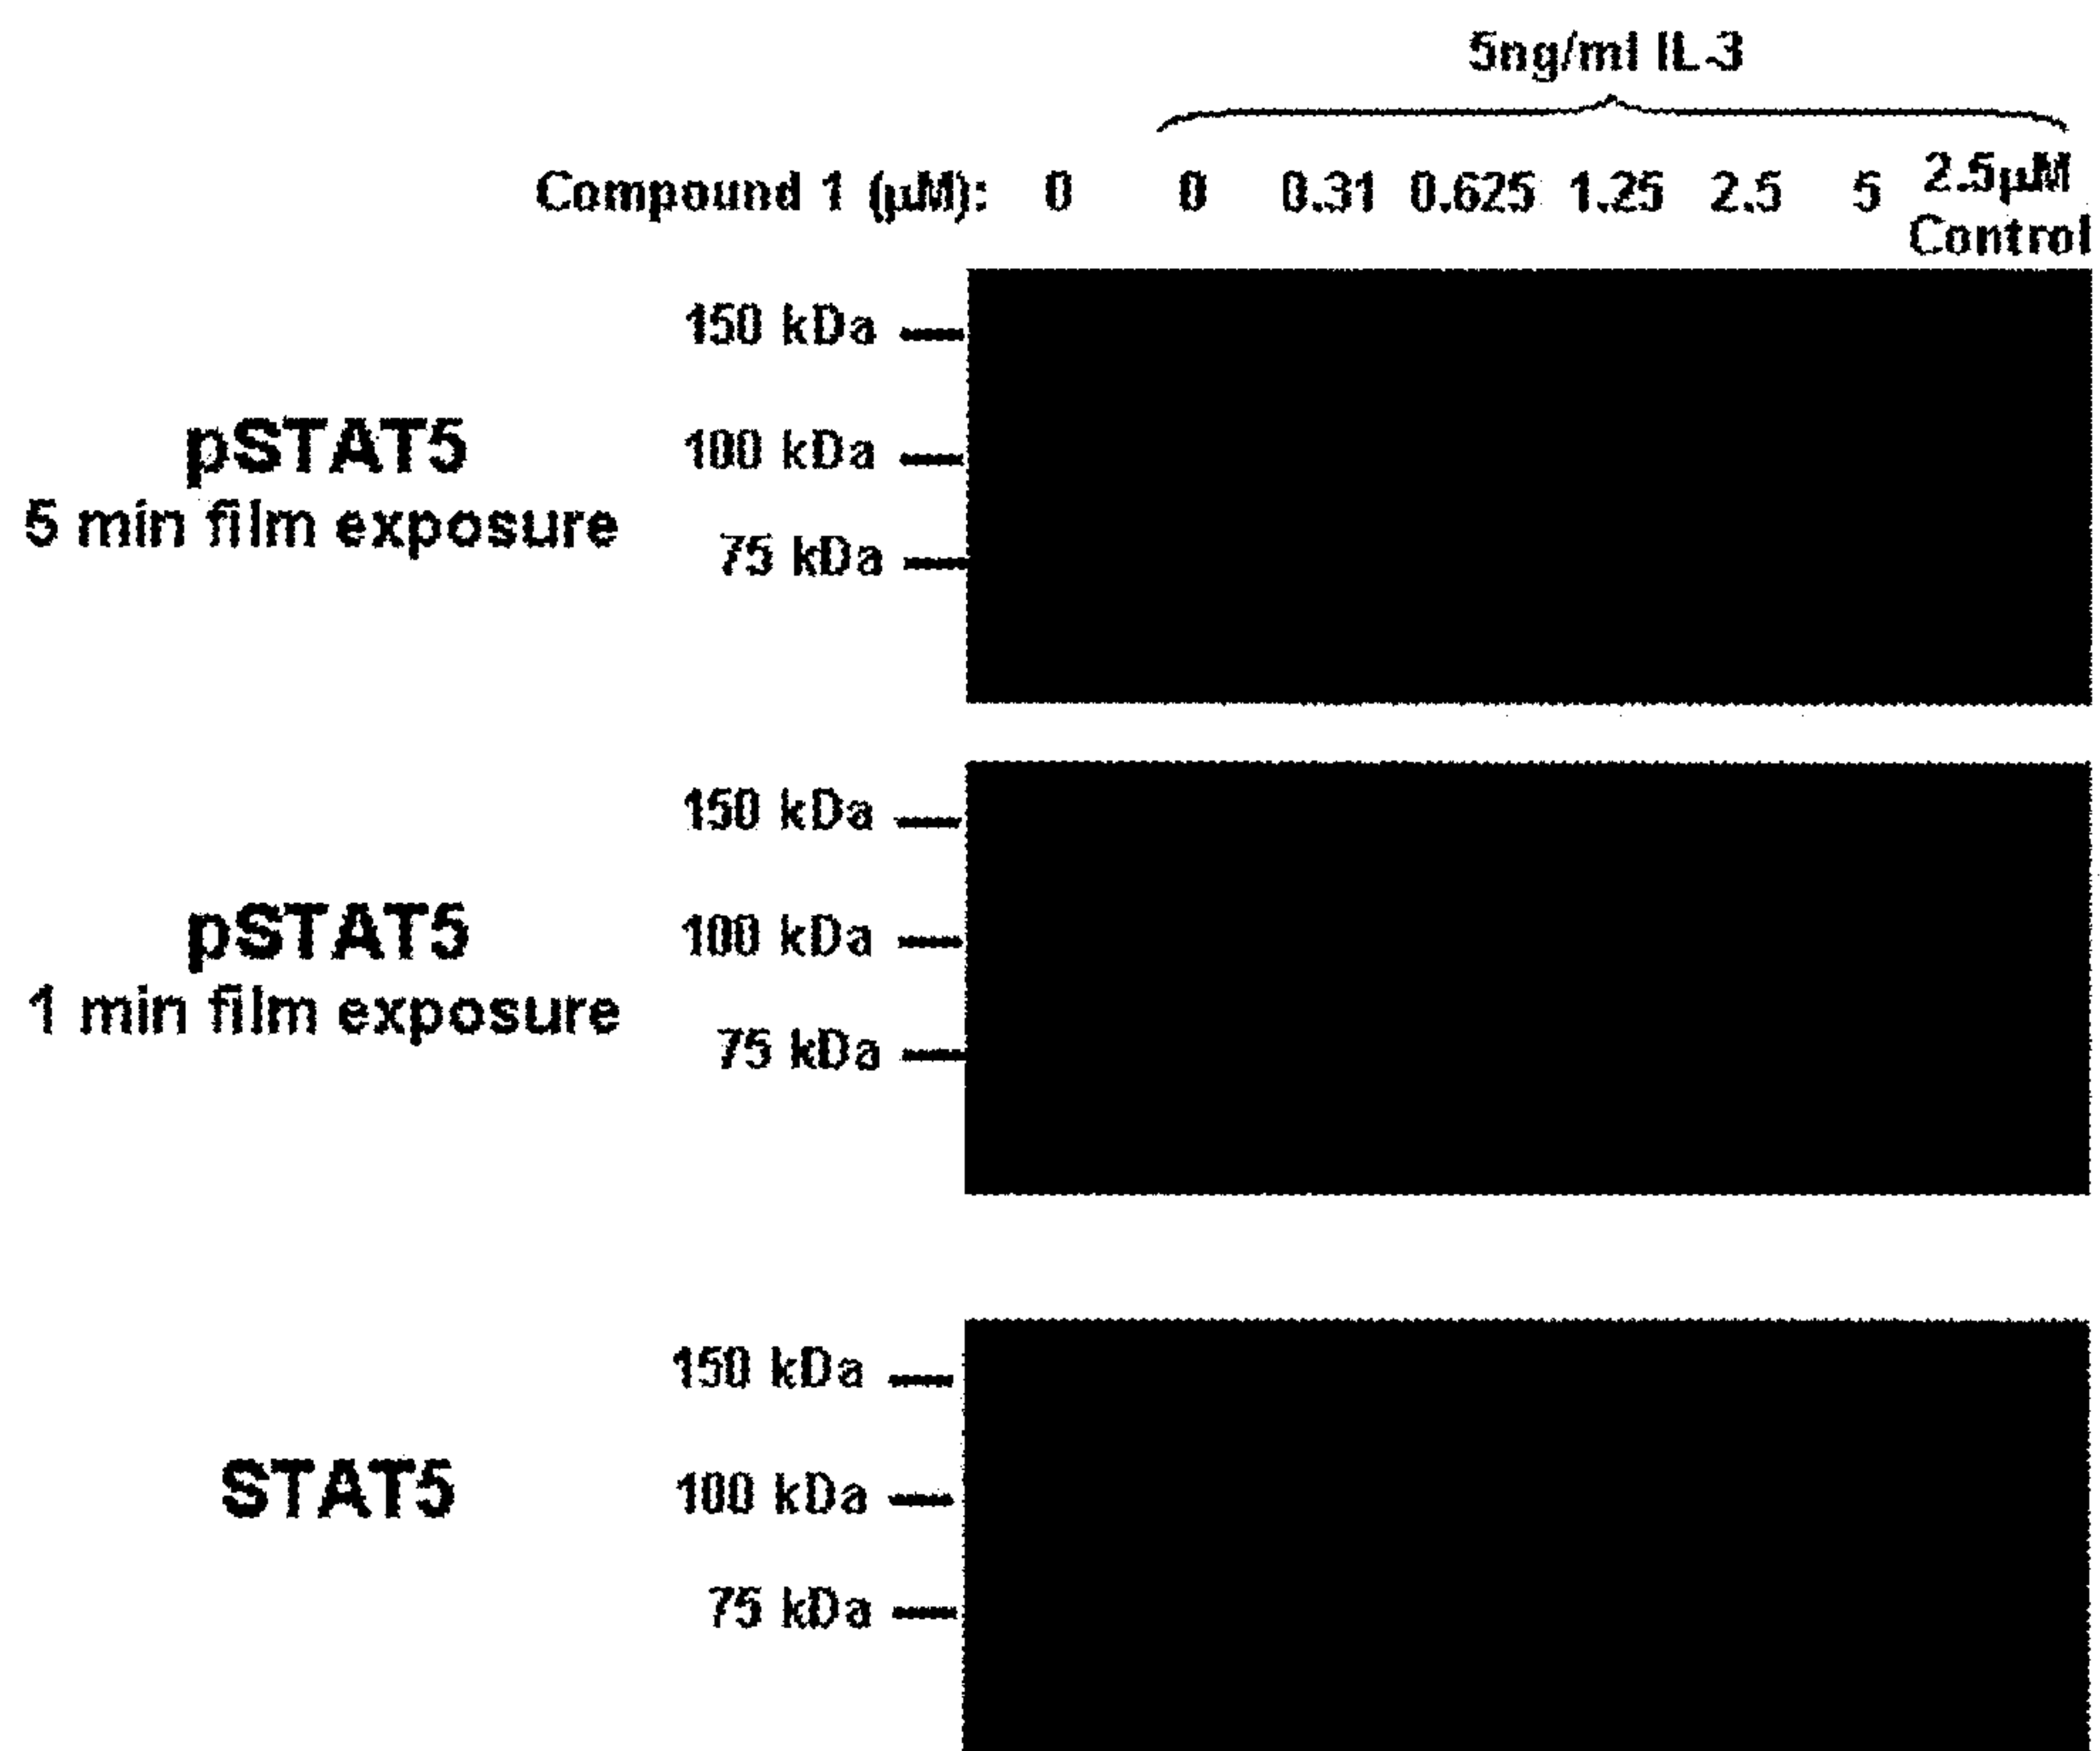 5ng/ml IL-3
Compound 1 (µM): 0 0 0.31 0.625 1.25 2.5 5 2.5µM Control
150 kDa
pSTAT5
100 kDa
5 min film exposure
75 kDa
150 kDa
pSTAT5
100 kDa
1 min film exposure
75 kDa
150 kDa
STAT5
100 kDa
75 kDa